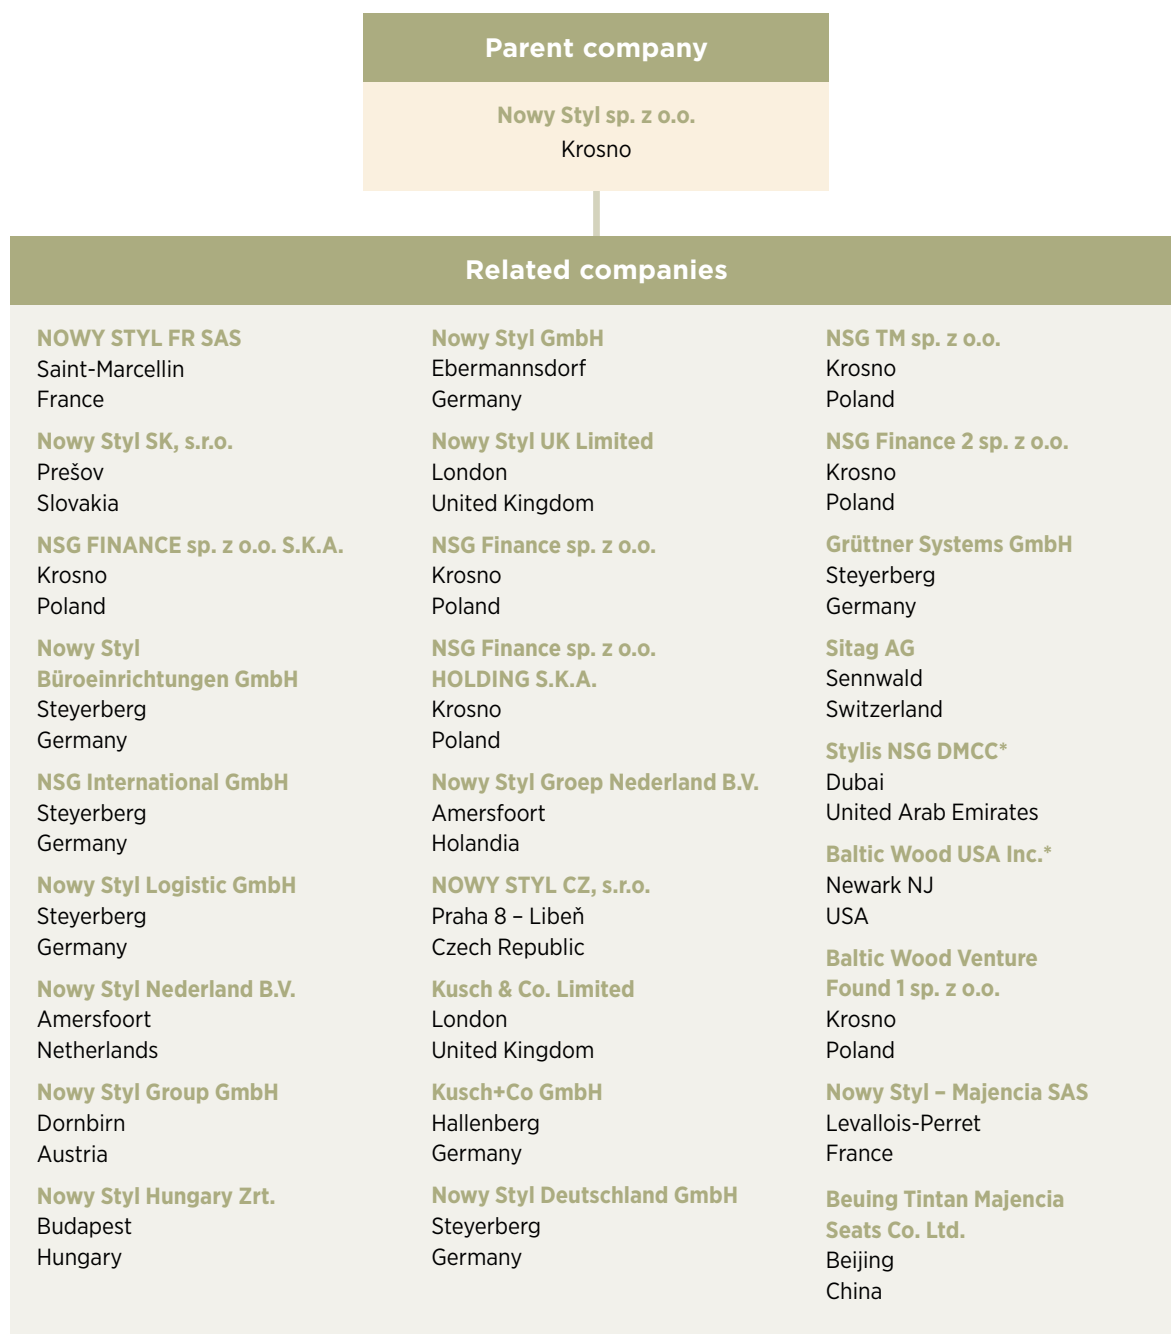 Parent company
Nowy Styl sp. z o.o.
Krosno
Related companies
NOWY STYL FR SAS
Saint-Marcellin
France
Nowy Styl SK, s.r.o.
Prešov
Slovakia
NSG FINANCE sp. z o.o. S.K.A.
Krosno
Poland
Nowy Styl
Büroeinrichtungen GmbH
Steyerberg
Germany
NSG International GmbH
Steyerberg
Germany
Nowy Styl Logistic GmbH
Steyerberg
Germany
Nowy Styl Nederland B.V.
Amersfoort
Netherlands
Nowy Styl Group GmbH
Dornbirn
Austria
Nowy Styl Hungary Zrt.
Budapest
Hungary
Nowy Styl GmbH
Ebermannsdorf
Germany
Nowy Styl UK Limited
London
United Kingdom
NSG Finance sp. z o.o.
Krosno
Poland
NSG Finance sp. z o.o.
HOLDING S.K.A.
Krosno
Poland
Nowy Styl Groep Nederland B.V.
Amersfoort
Holandia
NOWY STYL CZ, s.r.o.
Praha 8 – Libeň
Czech Republic
Kusch & Co. Limited
London
United Kingdom
Kusch+Co GmbH
Hallenberg
Germany
Nowy Styl Deutschland GmbH
Steyerberg
Germany
NSG TM sp. z o.o.
Krosno
Poland
NSG Finance 2 sp. z o.o.
Krosno
Poland
Grüttner Systems GmbH
Steyerberg
Germany
Sitag AG
Sennwald
Switzerland
Stylis NSG DMCC*
Dubai
United Arab Emirates
Baltic Wood USA Inc.*
Newark NJ
USA
Baltic Wood Venture
Found 1 sp. z o.o.
Krosno
Poland
Nowy Styl – Majencia SAS
Levallois-Perret
France
Beuing Tintan Majencia
Seats Co. Ltd.
Beijing
China